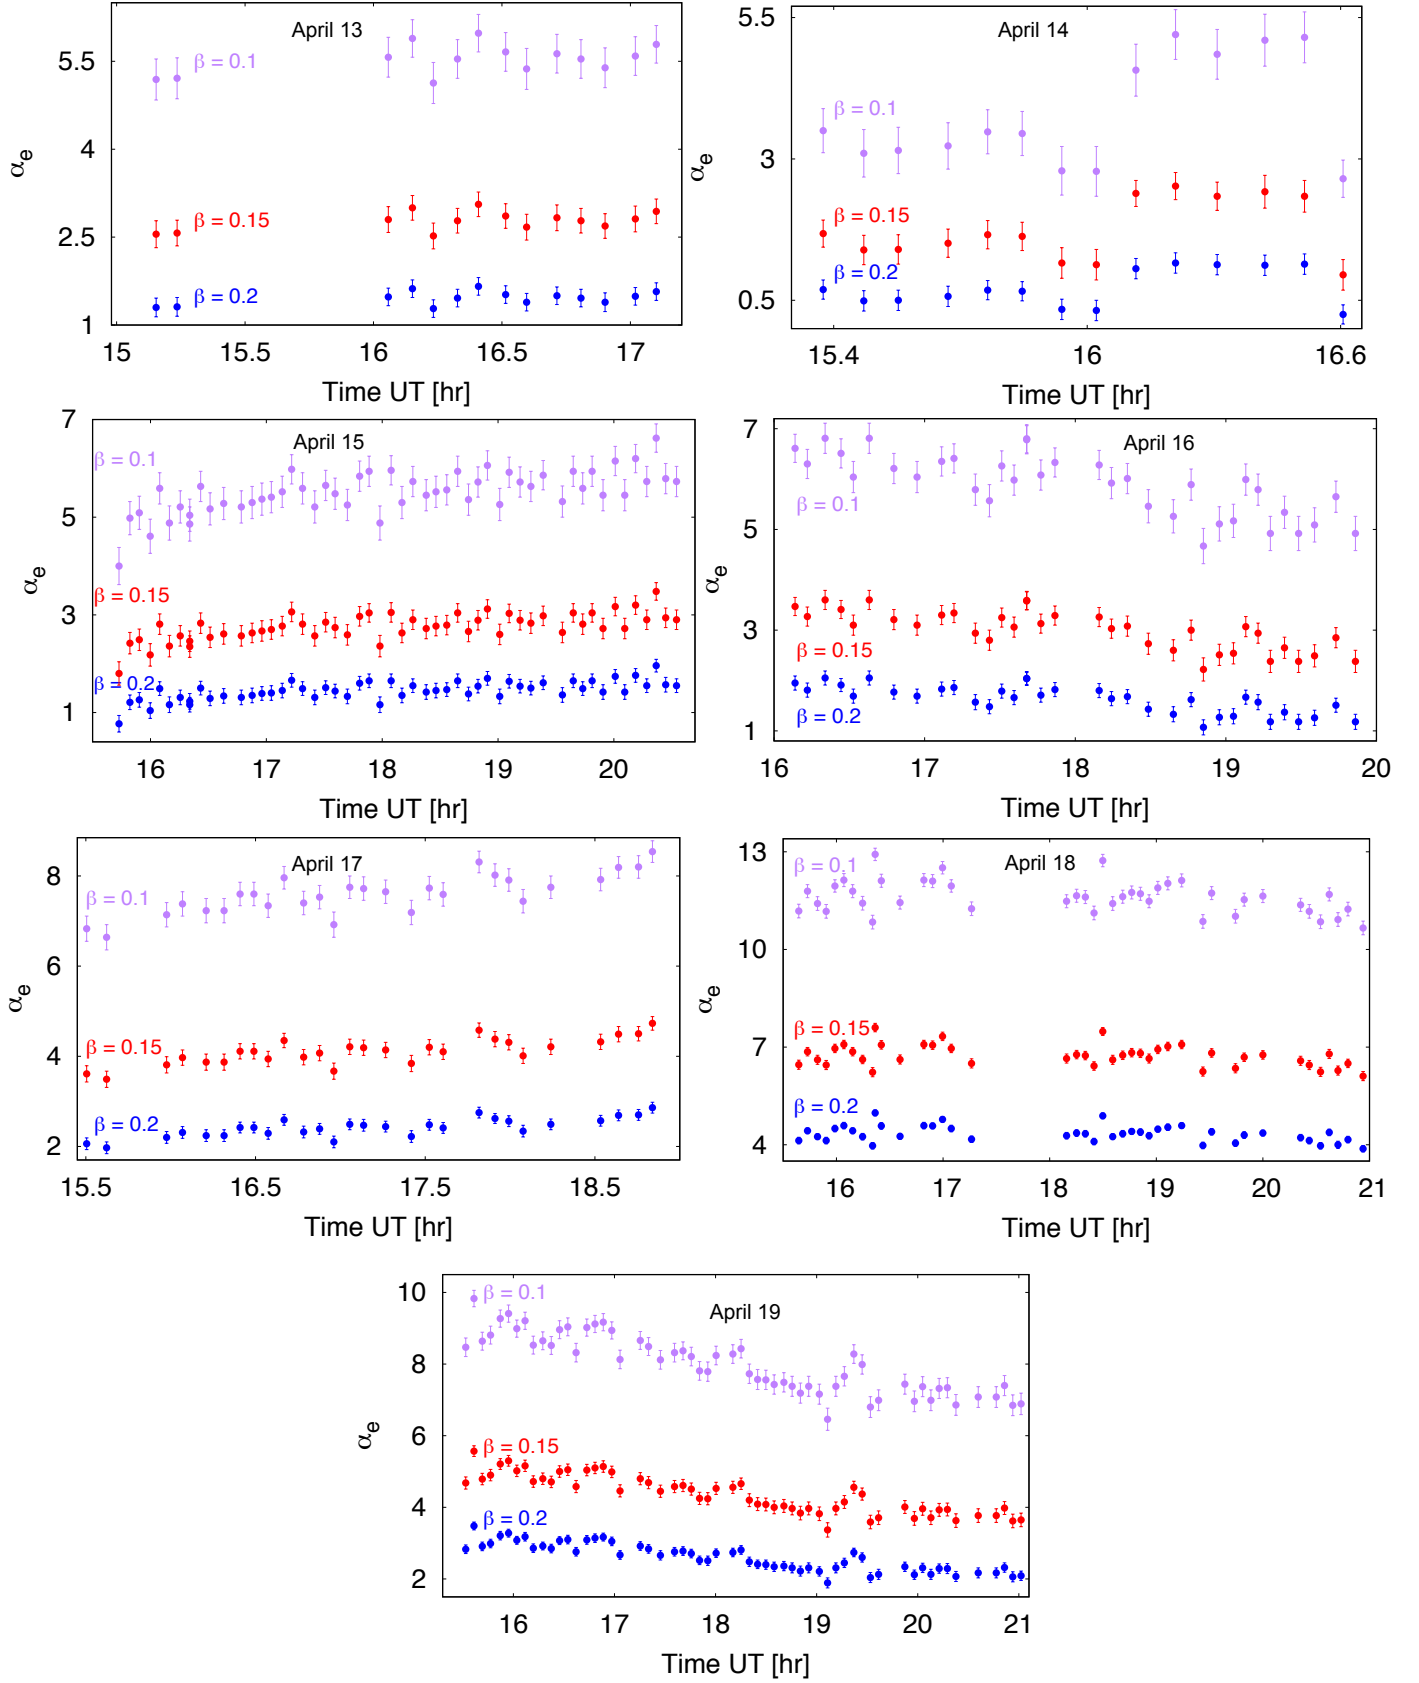 April 13
5.5
4
2.5
1
αe
β = 0.1
β = 0.15
β = 0.2
15 15.5 16 16.5 17
Time UT [hr]
April 14
5.5
3
0.5
αe
β = 0.1
β = 0.15
β = 0.2
15.4 16 16.6
Time UT [hr]
April 15
7
5
3
1
αe
β = 0.1
β = 0.15
β = 0.2
16 17 18 19 20
Time UT [hr]
April 16
7
5
3
1
αe
β = 0.1
β = 0.15
β = 0.2
16 17 18 19 20
Time UT [hr]
April 17
8
6
4
2
αe
β = 0.1
β = 0.15
β = 0.2
15.5 16.5 17.5 18.5
Time UT [hr]
April 18
13
10
7
4
αe
β = 0.1
β = 0.15
β = 0.2
16 17 18 19 20 21
Time UT [hr]
April 19
10
8
6
4
2
αe
β = 0.1
β = 0.15
β = 0.2
16 17 18 19 20 21
Time UT [hr]